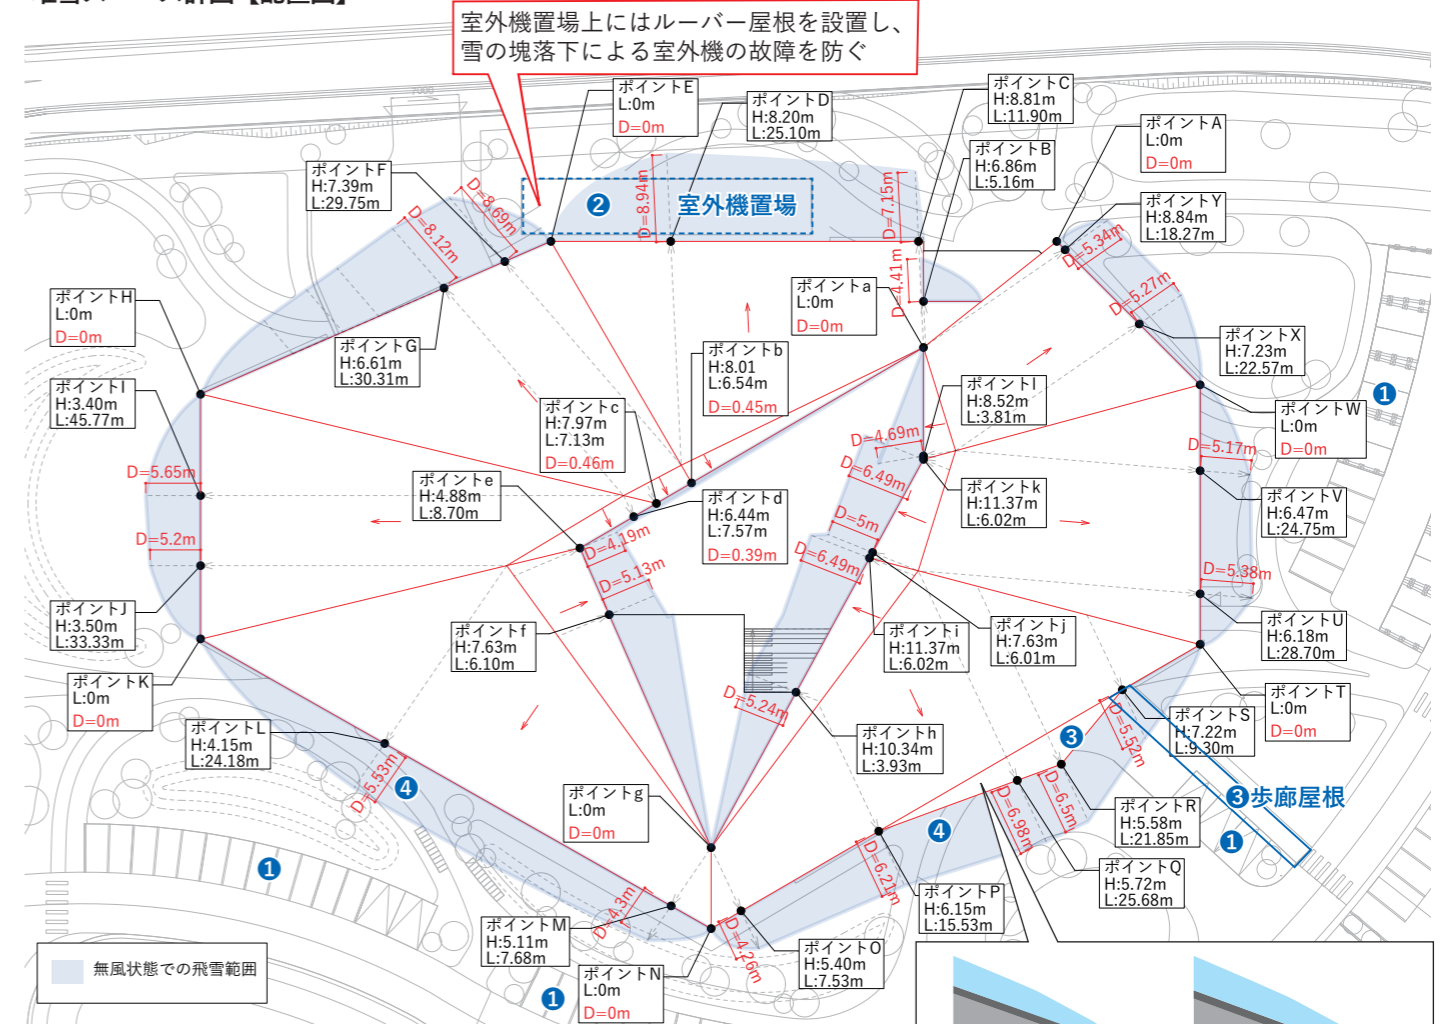 室外機置場上にはルーバー屋根を設置し、
雪の塊落下による室外機の故障を防ぐ
ポイントE
L:0m
D=0m
ポイントD
H:8.20m
L:25.10m
ポイントC
H:8.81m
L:11.90m
ポイントB
H:6.86m
L:5.16m
ポイントA
L:0m
D=0m
ポイントY
H:8.84m
L:18.27m
ポイントF
H:7.39m
L:29.75m
D=8.69m
D=8.12m
❷
室外機置場
D=8.94m
D=7.15m
D=4.41m
D=5.34m
D=5.27m
ポイントa
L:0m
D=0m
ポイントH
L:0m
D=0m
ポイントG
H:6.61m
L:30.31m
ポイントX
H:7.23m
L:22.57m
ポイントI
H:3.40m
L:45.77m
ポイントb
H:8.01
L:6.54m
D=0.45m
ポイントl
H:8.52m
L:3.81m
❶
ポイントc
H:7.97m
L:7.13m
D=0.46m
ポイントW
L:0m
D=0m
D=4.69m
D=6.49m
D=5.17m
D=5.65m
ポイントe
H:4.88m
L:8.70m
ポイントd
H:6.44m
L:7.57m
D=0.39m
ポイントk
H:11.37m
L:6.02m
ポイントV
H:6.47m
L:24.75m
D=5.2m
D=4.19m
D=5.13m
D=5m
D=6.49m
D=5.38m
ポイントJ
H:3.50m
L:33.33m
ポイントf
H:7.63m
L:6.10m
ポイントi
H:11.37m
L:6.02m
ポイントj
H:7.63m
L:6.01m
ポイントU
H:6.18m
L:28.70m
ポイントK
L:0m
D=0m
ポイントT
L:0m
D=0m
D=5.24m
ポイントS
H:7.22m
L:9.30m
D=5.52m
ポイントL
H:4.15m
L:24.18m
ポイントh
H:10.34m
L:3.93m
❸
D=5.53m
❹
ポイントg
L:0m
D=0m
❸歩廊屋根
ポイントR
H:5.58m
L:21.85m
D=6.5m
D=6.98m
❹
❶
❶
D=6.21m
ポイントQ
H:5.72m
L:25.68m
ポイントP
H:6.15m
L:15.53m
D=4.3m
ポイントM
H:5.11m
L:7.68m
D=4.26m
ポイントO
H:5.40m
L:7.53m
ポイントN
L:0m
D=0m
❶
無風状態での飛雪範囲